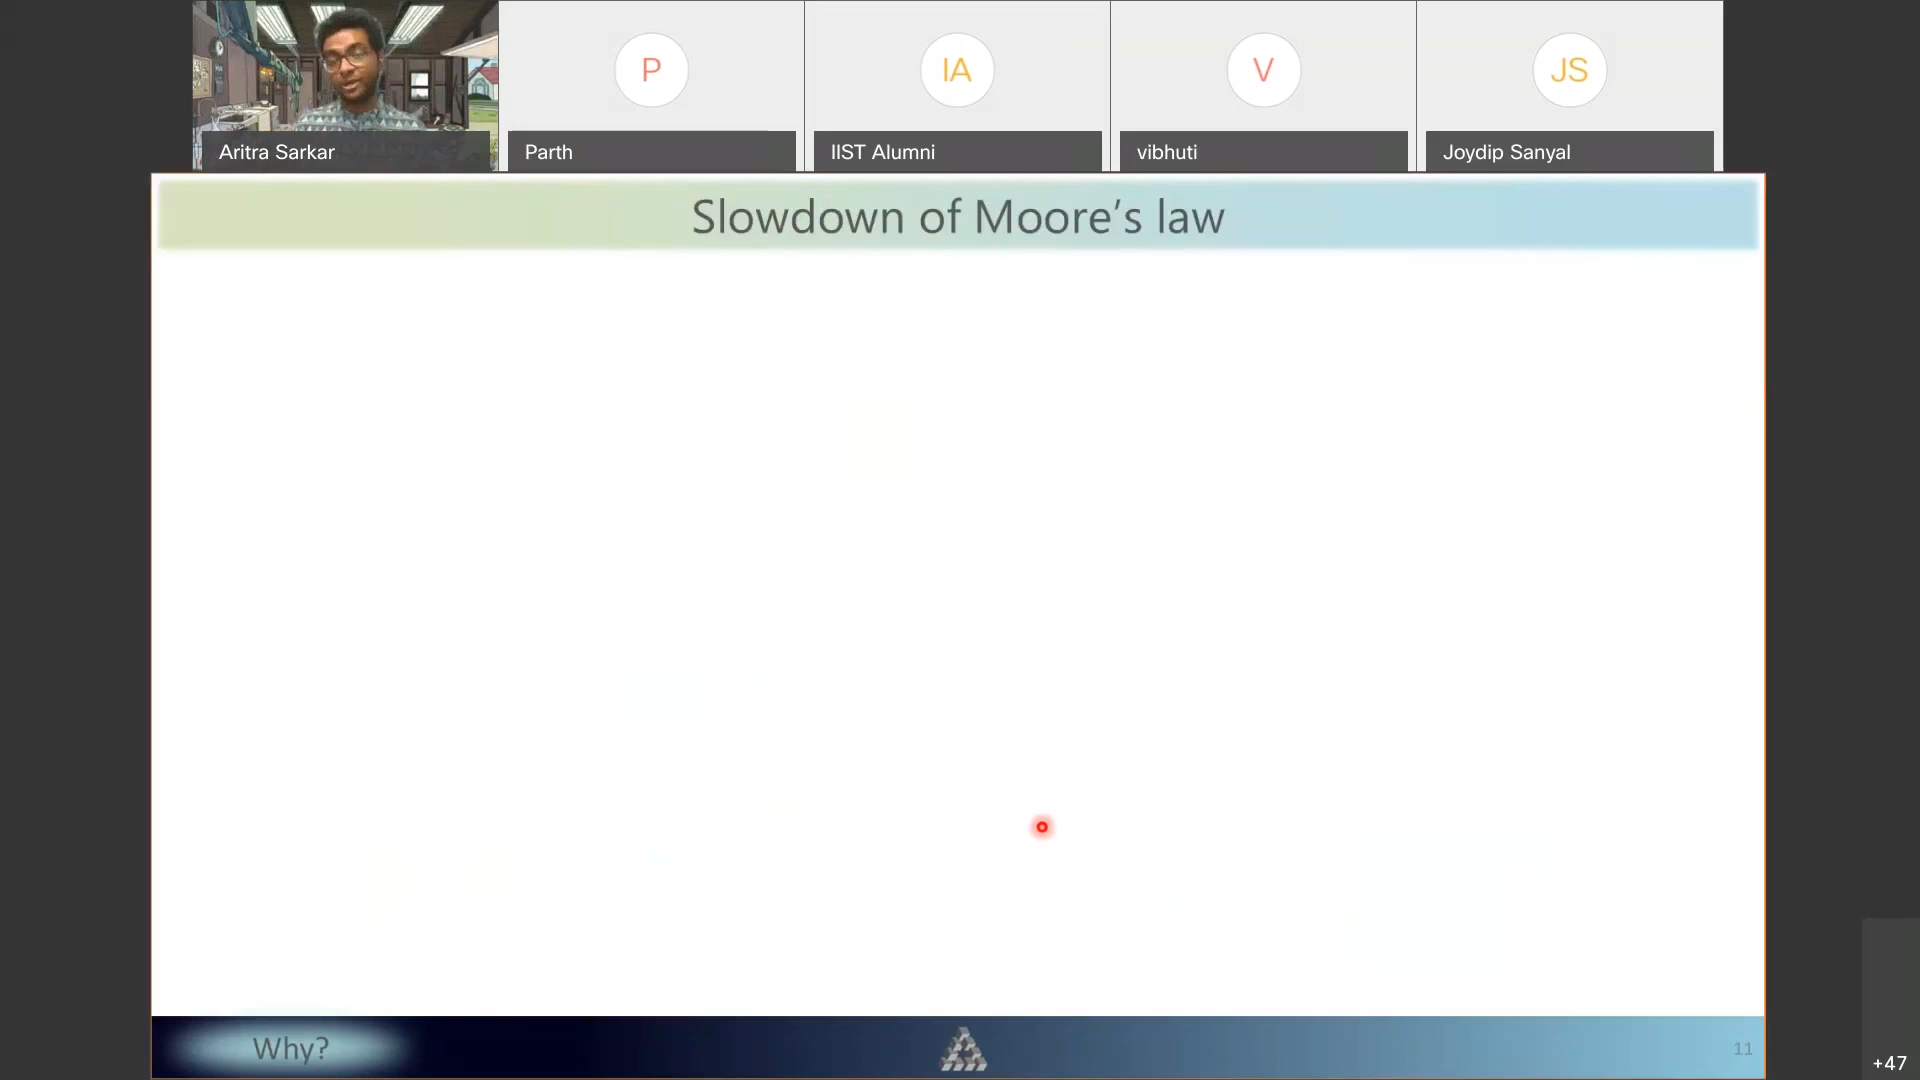 P
IA
V
JS
Aritra Sarkar
Parth
IIST Alumni
vibhuti
Joydip Sanyal
Slowdown of Moore's law
Why?
11
+47